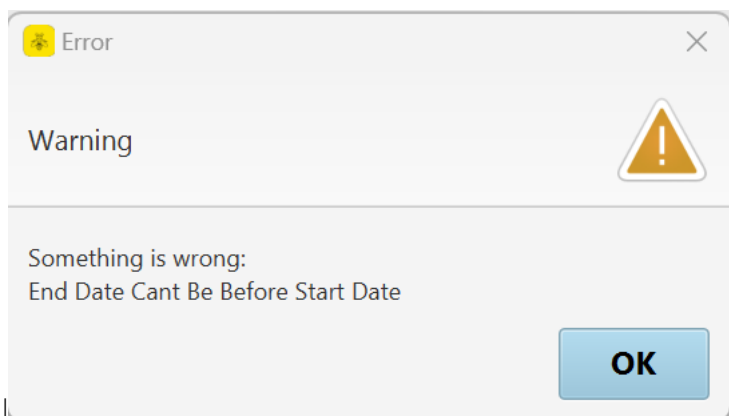 Error
Warning
Something is wrong:
End Date Cant Be Before Start Date
OK